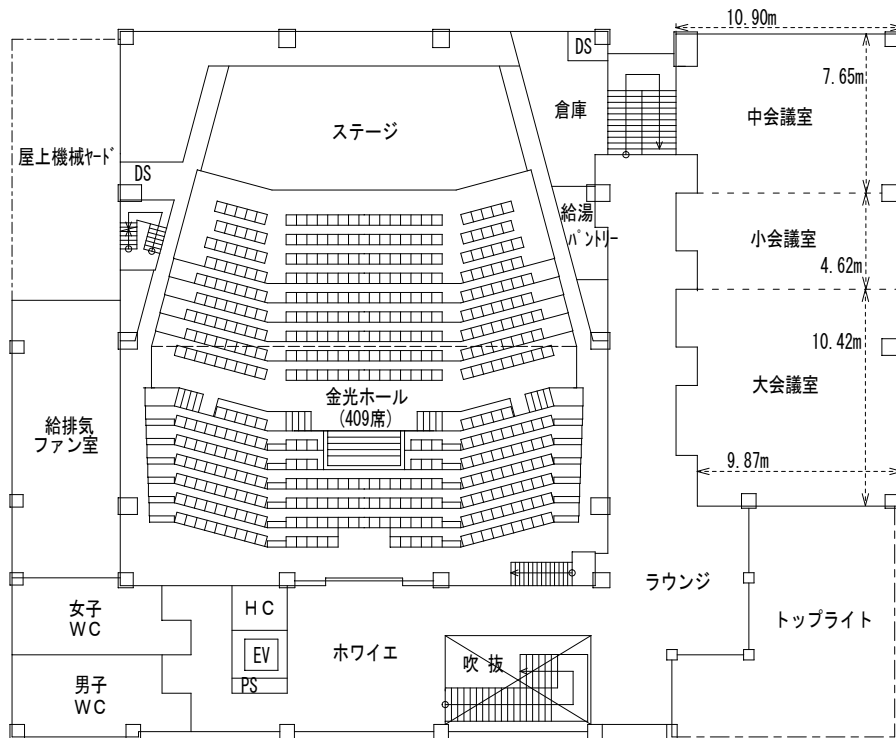 10.90m
DS
7.65m
倉庫
中会議室
ステージ
屋上機械ﾔｰﾄﾞ
DS
給湯
ﾊﾟﾝﾄﾘｰ
小会議室
4.62m
10.42m
大会議室
金光ホール
(409席)
給排気
ファン室
9.87m
ラウンジ
女子
WC
HC
トップライト
EV
ホワイエ
吹 抜
男子
WC
PS